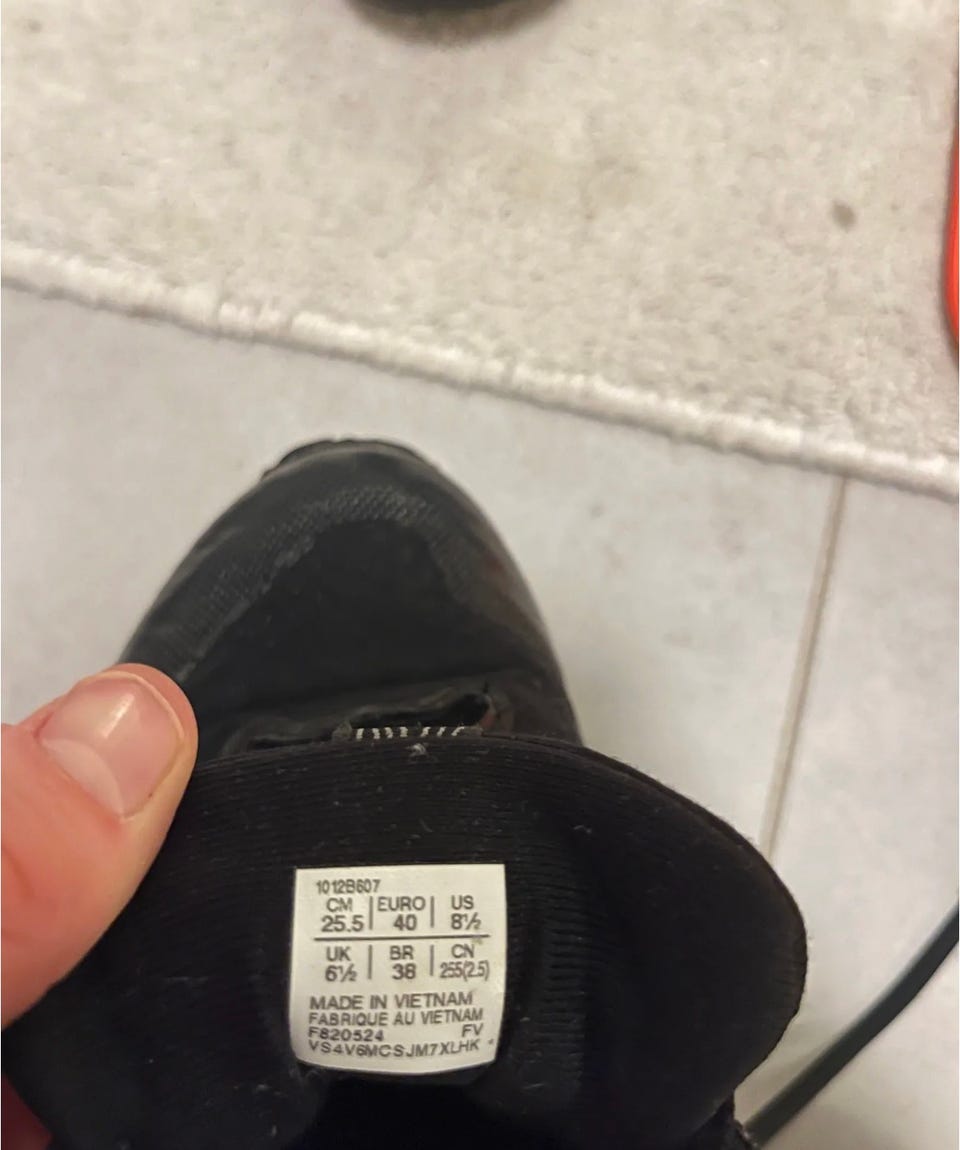 1012B607
CM | EURO | US
25.5 | 40 | 8½
UK | BR | CN
6½ | 38 | 255(2.5)
MADE IN VIETNAM
FABRIQUE AU VIETNAM
F820524 FV
VS4V6MCSJM7XLHK